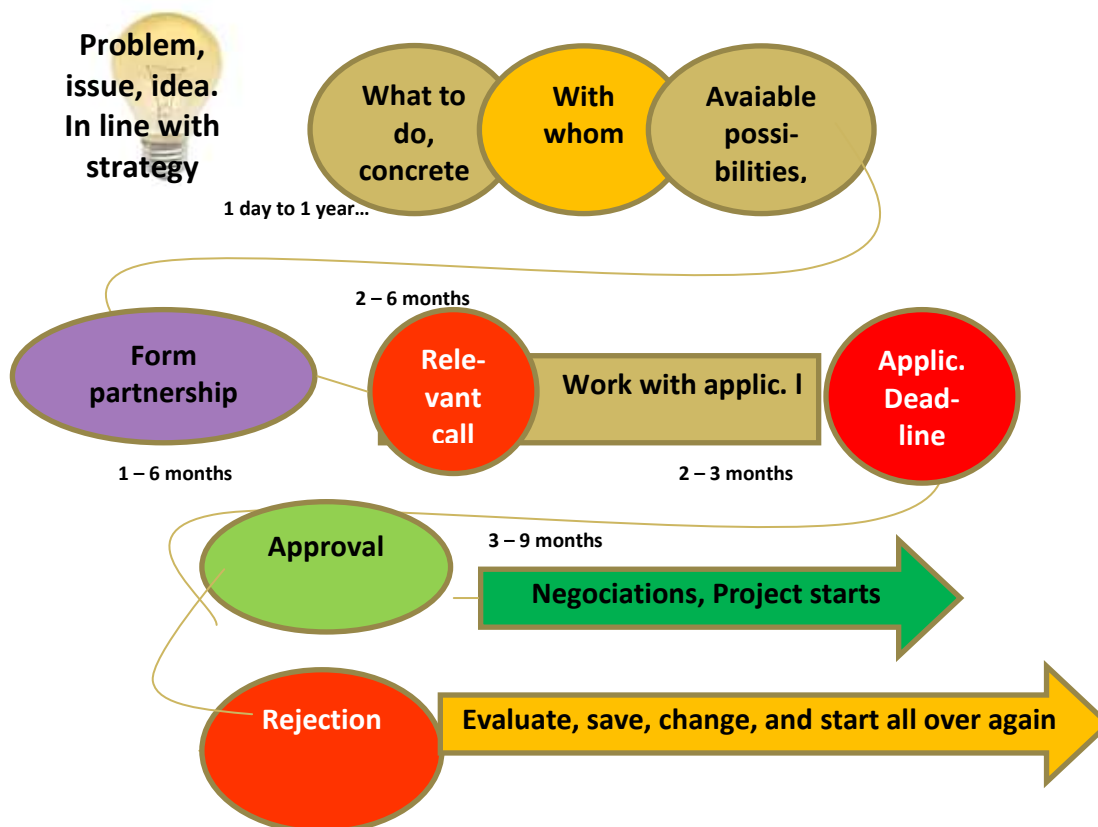 Problem,
issue, idea.
In line with
strategy
What to
do,
concrete
With
whom
Avaiable
possi-
bilities,
1 day to 1 year…
2 – 6 months
Form
partnership
Rele-
vant
call
Work with applic. l
Applic.
Dead-
line
1 – 6 months
2 – 3 months
Approval
3 – 9 months
Negociations, Project starts
Rejection
Evaluate, save, change, and start all over again